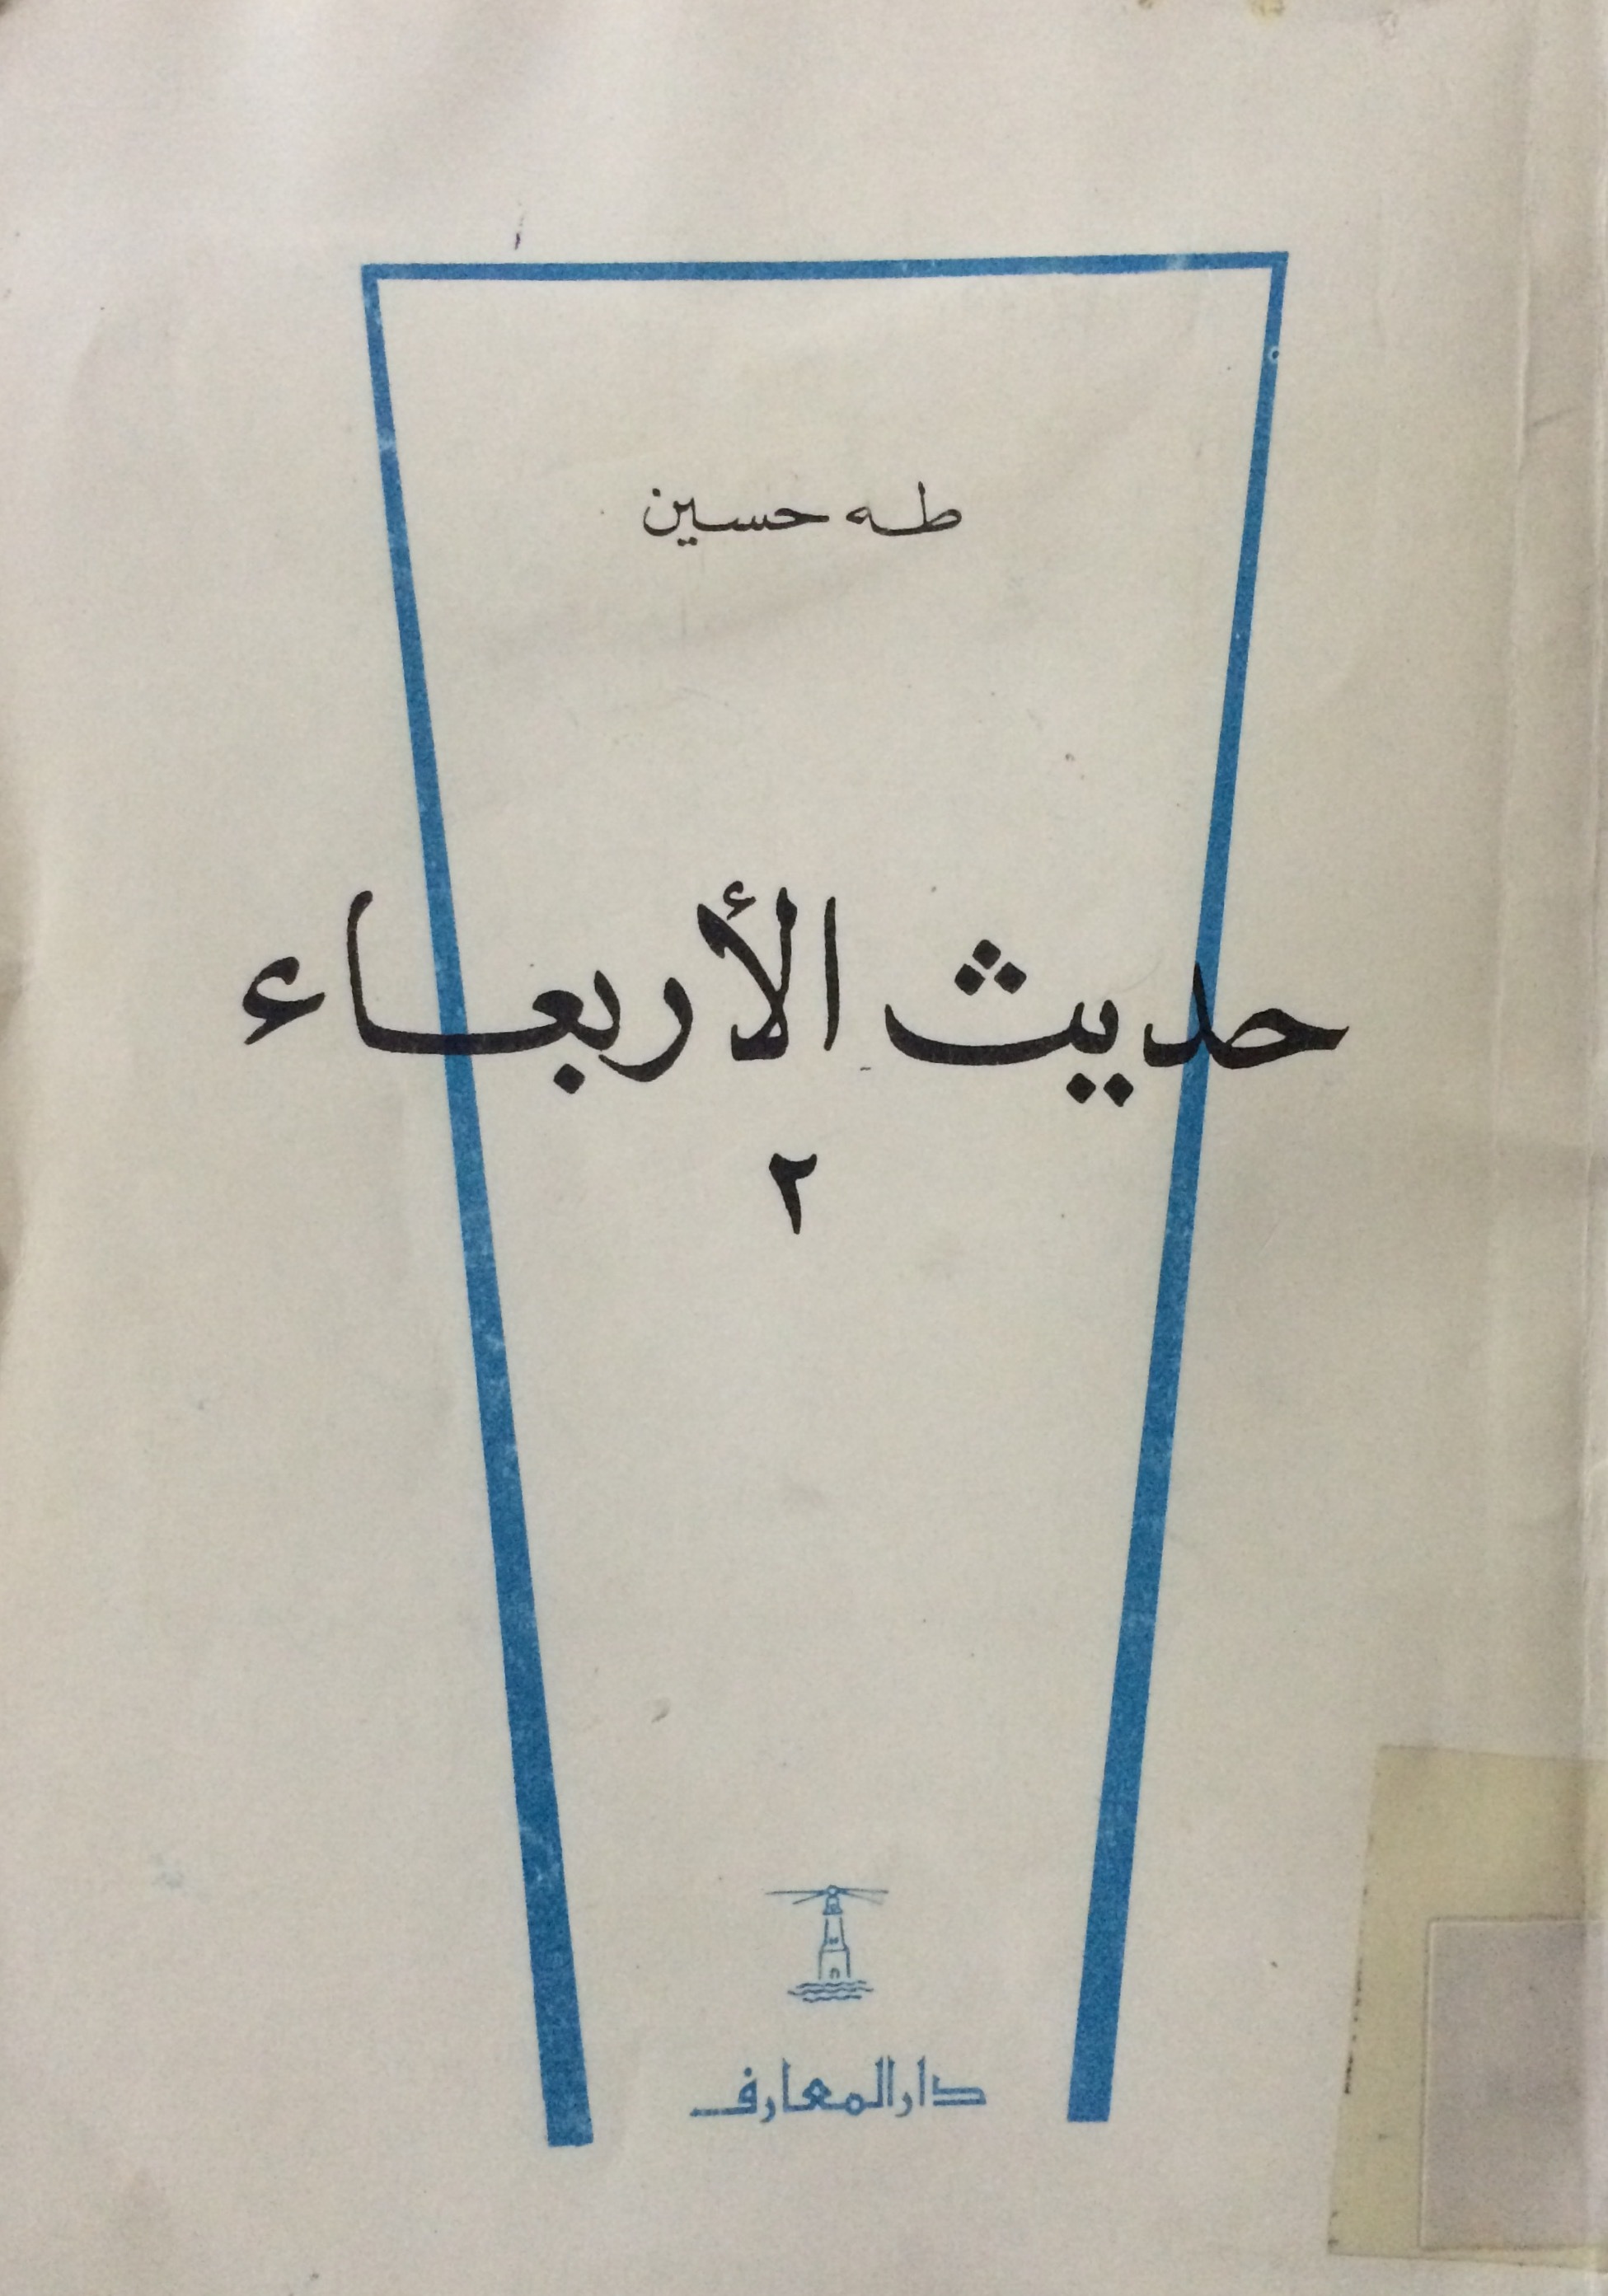 طه حسين
حديث الأربعاء
٢
دار المعارف